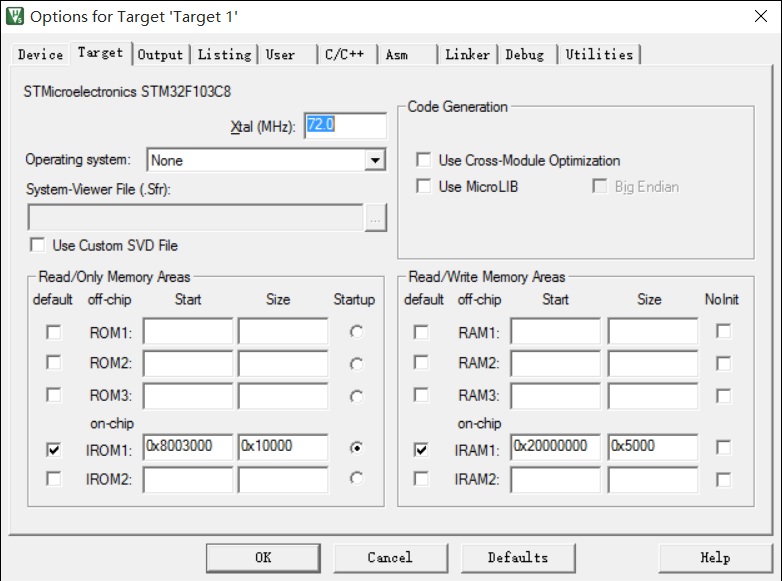 Options for Target 'Target 1'
Device Target Output Listing User C/C++ Asm Linker Debug Utilities
STMicroelectronics STM32F103C8
Xtal (MHz): 72.0
Operating system: None
System-Viewer File (.Sfr):
...
Use Custom SVD File
Code Generation
Use Cross-Module Optimization
Use MicroLIB Big Endian
Read/Only Memory Areas
default off-chip Start Size Startup
ROM1:
ROM2:
ROM3:
on-chip
IROM1: 0x8003000 0x10000
IROM2:
Read/Write Memory Areas
default off-chip Start Size NoInit
RAM1:
RAM2:
RAM3:
on-chip
IRAM1: 0x20000000 0x5000
IRAM2:
OK Cancel Defaults Help